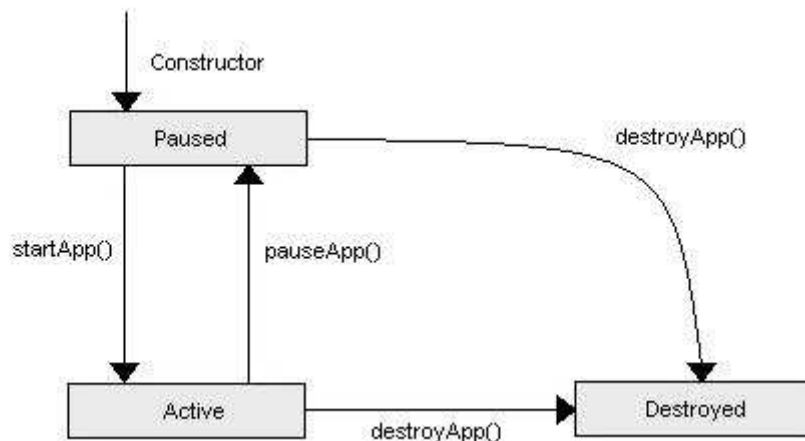 Constructor
Paused
destroyApp()
startApp()
pauseApp()
Active
Destroyed
destroyApp()